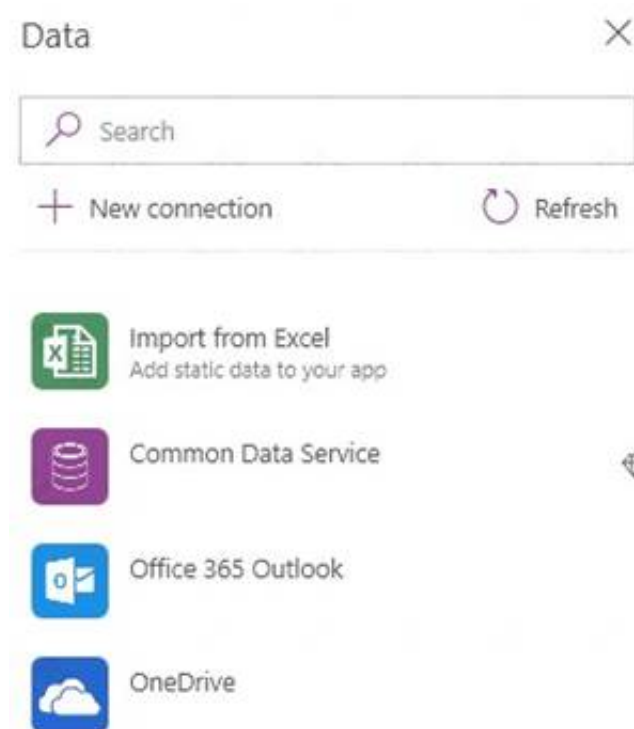 Data
Search
New connection
Refresh
Import from Excel
Add static data to your app
Common Data Service
Office 365 Outlook
OneDrive